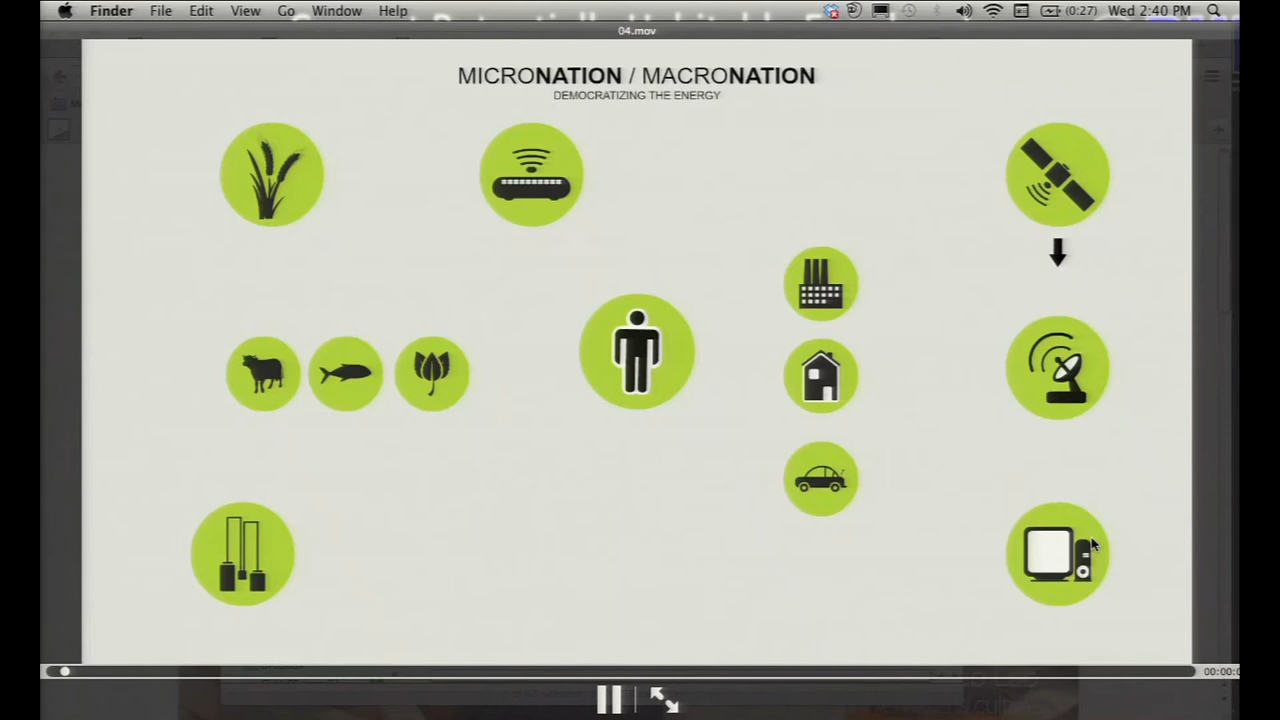 Finder File Edit View Go Window Help (0:27) Wed 2:40 PM
04.mov
MICRONATION / MACRONATION
DEMOCRATIZING THE ENERGY